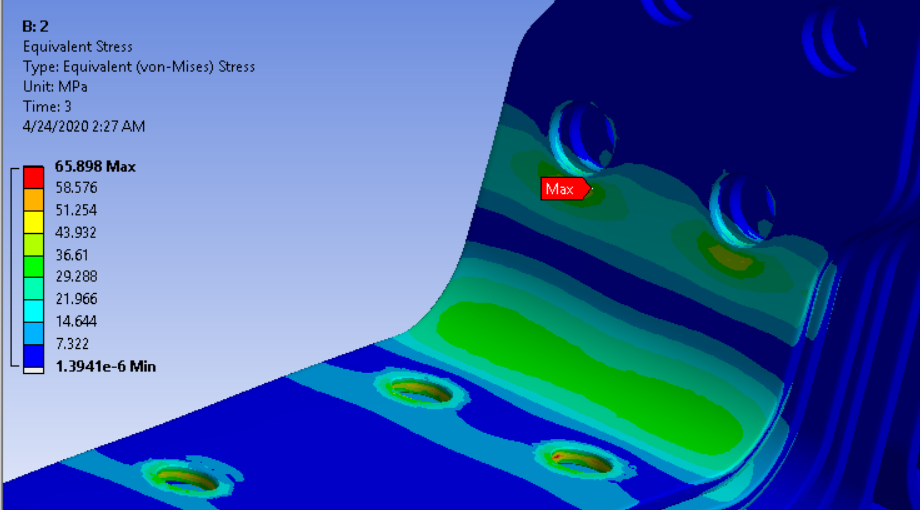 B: 2
Equivalent Stress
Type: Equivalent (von-Mises) Stress
Unit: MPa
Time: 3
4/24/2020 2:27 AM
65.898 Max
58.576
51.254
43.932
36.61
29.288
21.966
14.644
7.322
1.3941e-6 Min
Max